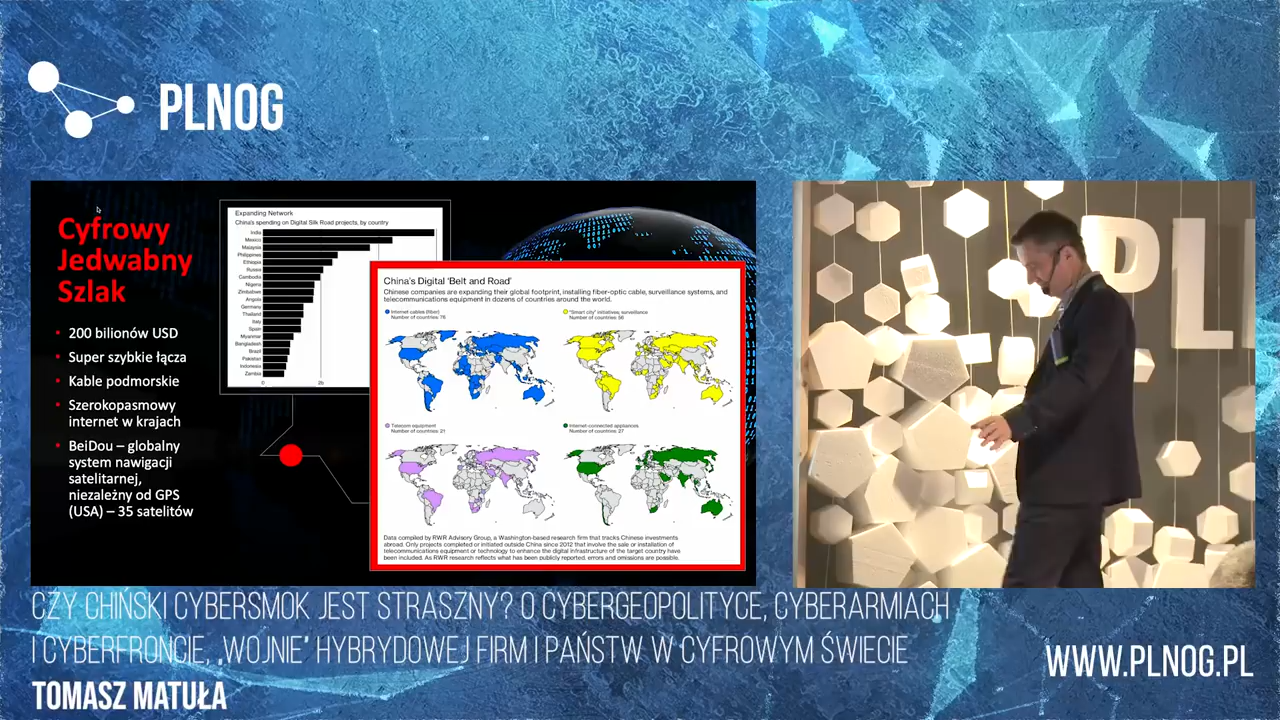 PLNOG
Cyfrowy
Jedwabny
Szlak
• 200 bilionów USD
• Super szybkie łącza
• Kable podmorskie
• Szerokopasmowy
internet w krajach
• BeiDou – globalny
system nawigacji
satelitarnej,
niezależny od GPS
(USA) – 35 satelitów
Expanding Network
China's spending on Digital Silk Road projects, by country
India
Mexico
Malaysia
Philippines
Ethiopia
Russia
Cambodia
Nigeria
Zimbabwe
Angola
Germany
Thailand
Italy
Spain
Myanmar
Bangladesh
Brazil
Pakistan
Indonesia
Zambia
0 2b
China's Digital 'Belt and Road'
Chinese companies are expanding their global footprint, installing fiber-optic cable, surveillance systems, and
telecommunications equipment in dozens of countries around the world.
Internet cables (fiber)
Number of countries: 76
"Smart city" initiatives; surveillance
Number of countries: 56
Telecom equipment
Number of countries: 21
Internet-connected appliances
Number of countries: 27
Data compiled by RWR Advisory Group, a Washington-based research firm that tracks Chinese investments
abroad. Only projects completed or initiated outside China since 2012 that involve the sale or installation of
telecommunications equipment or technology to enhance the digital infrastructure of the target country have
been included. As RWR research reflects what has been publicly reported, errors and omissions are possible.
PL
CZY CHIŃSKI CYBERSMOK JEST STRASZNY? O CYBERGEOPOLITYCE, CYBERARMIACH
I CYBERFRONCIE, „WOJNIE" HYBRYDOWEJ FIRM I PAŃSTW W CYFROWYM ŚWIECIE
TOMASZ MATUŁA
WWW.PLNOG.PL